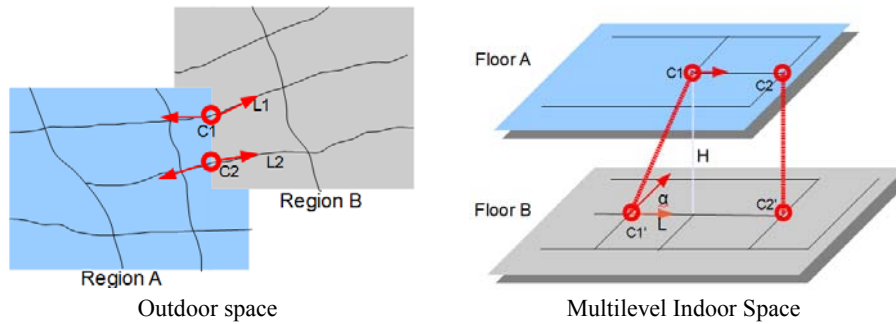 L1
C1
C2
L2
Region B
Region A
Outdoor space
Floor A
C1
C2
H
Floor B
α
C1'
L
C2'
Multilevel Indoor Space